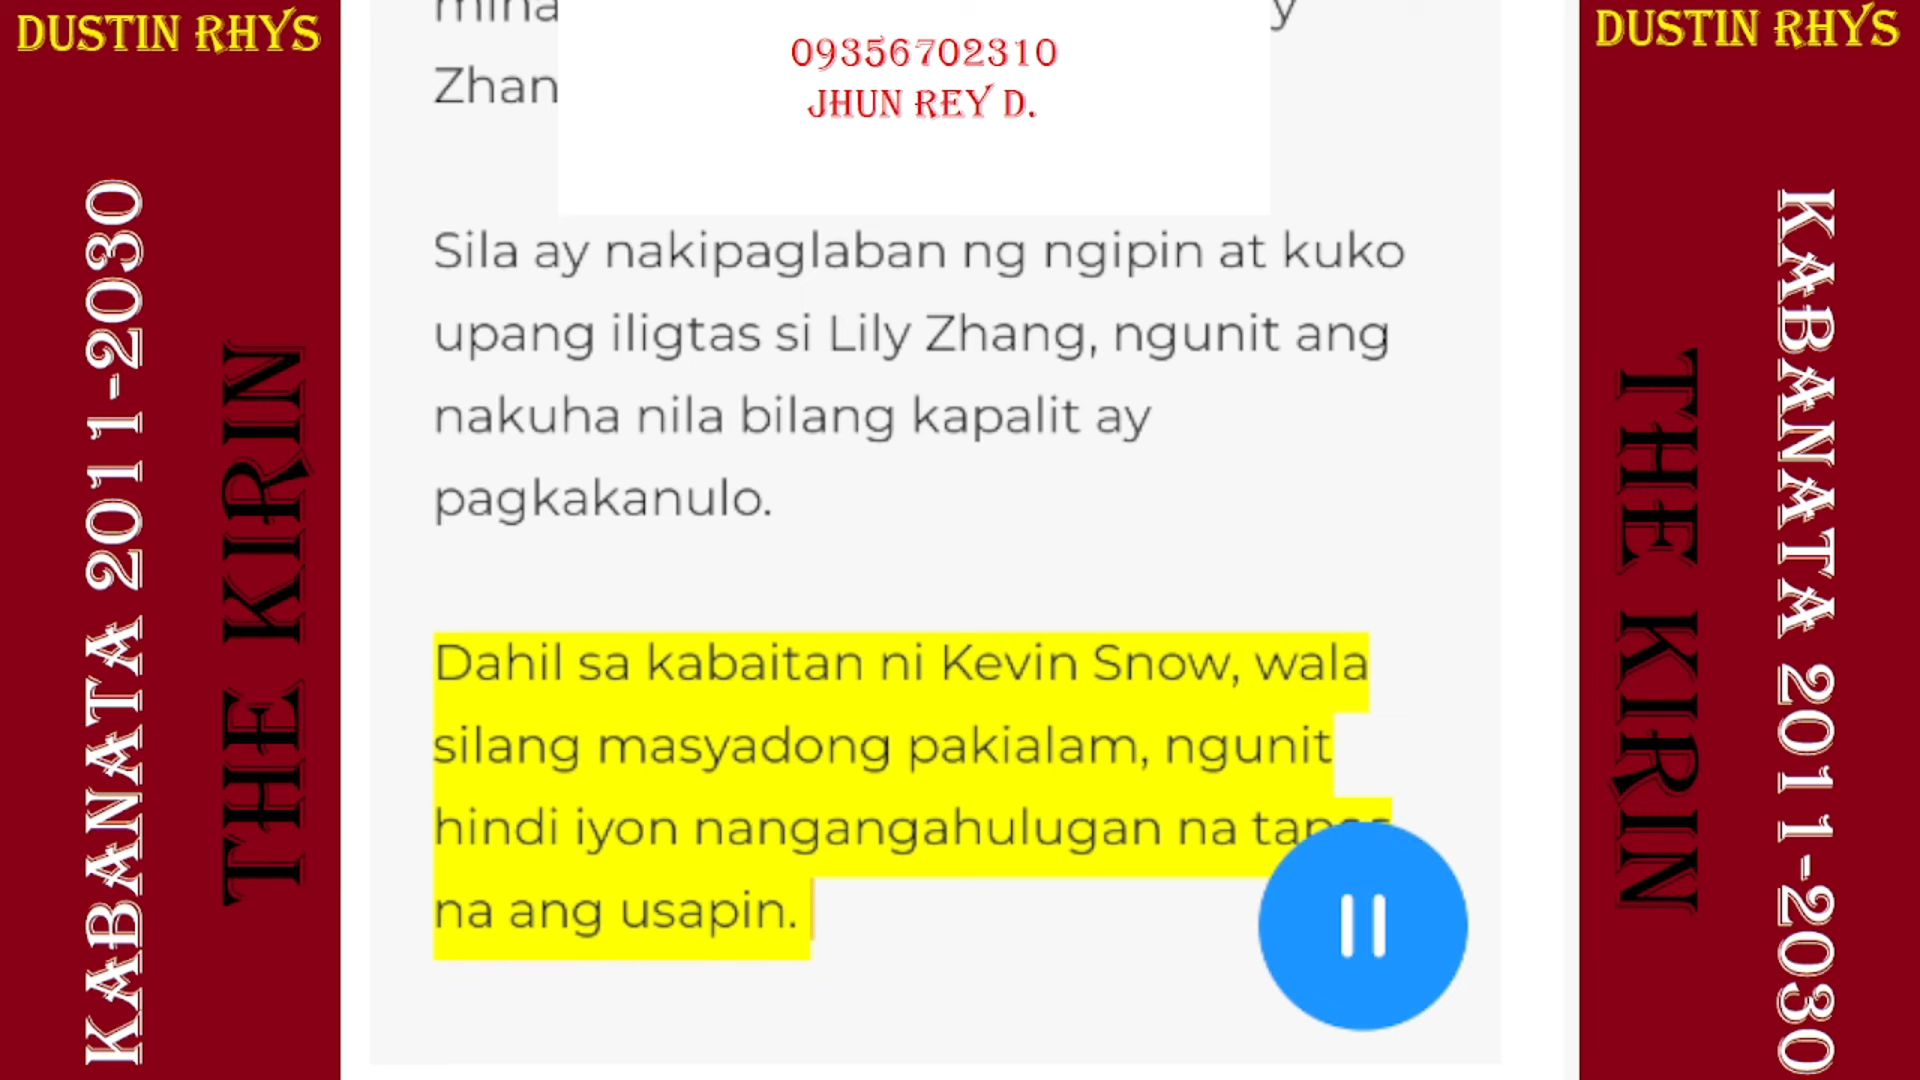 DUSTIN RHYS
KABANATA 2011-2030
THE KIRIN
09356702310
JHUN REY D.
Zhan
Sila ay nakipaglaban ng ngipin at kuko
upang iligtas si Lily Zhang, ngunit ang
nakuha nila bilang kapalit ay
pagkakanulo.
Dahil sa kabaitan ni Kevin Snow, wala
silang masyadong pakialam, ngunit
hindi iyon nangangahulugan na
na ang usapin.
DUSTIN RHYS
THE KIRIN
KABANATA 2011-2030